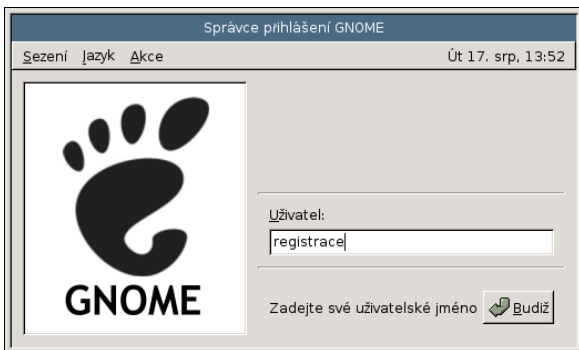 Správce přihlášení GNOME
Sezení Jazyk Akce Út 17. srp, 13:52
Uživatel:
registrace
GNOME
Zadejte své uživatelské jméno Budiž